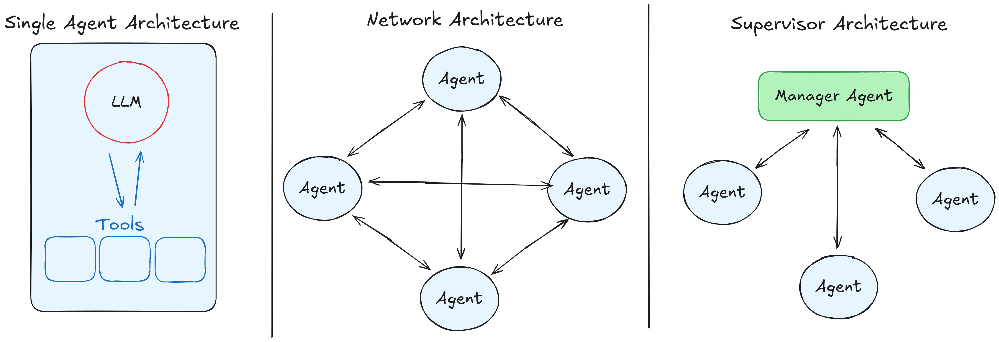 Single Agent Architecture
LLM
Tools
Network Architecture
Agent
Agent
Agent
Agent
Supervisor Architecture
Manager Agent
Agent
Agent
Agent